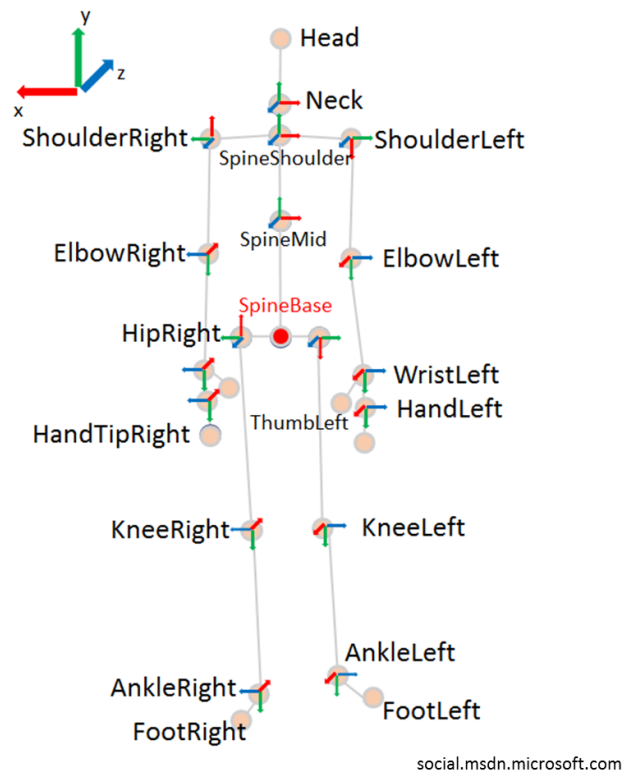 y
z
x
Head
Neck
ShoulderRight
ShoulderLeft
SpineShoulder
SpineMid
ElbowRight
ElbowLeft
SpineBase
HipRight
WristLeft
HandLeft
ThumbLeft
HandTipRight
KneeRight
KneeLeft
AnkleLeft
AnkleRight
FootLeft
FootRight
social.msdn.microsoft.com